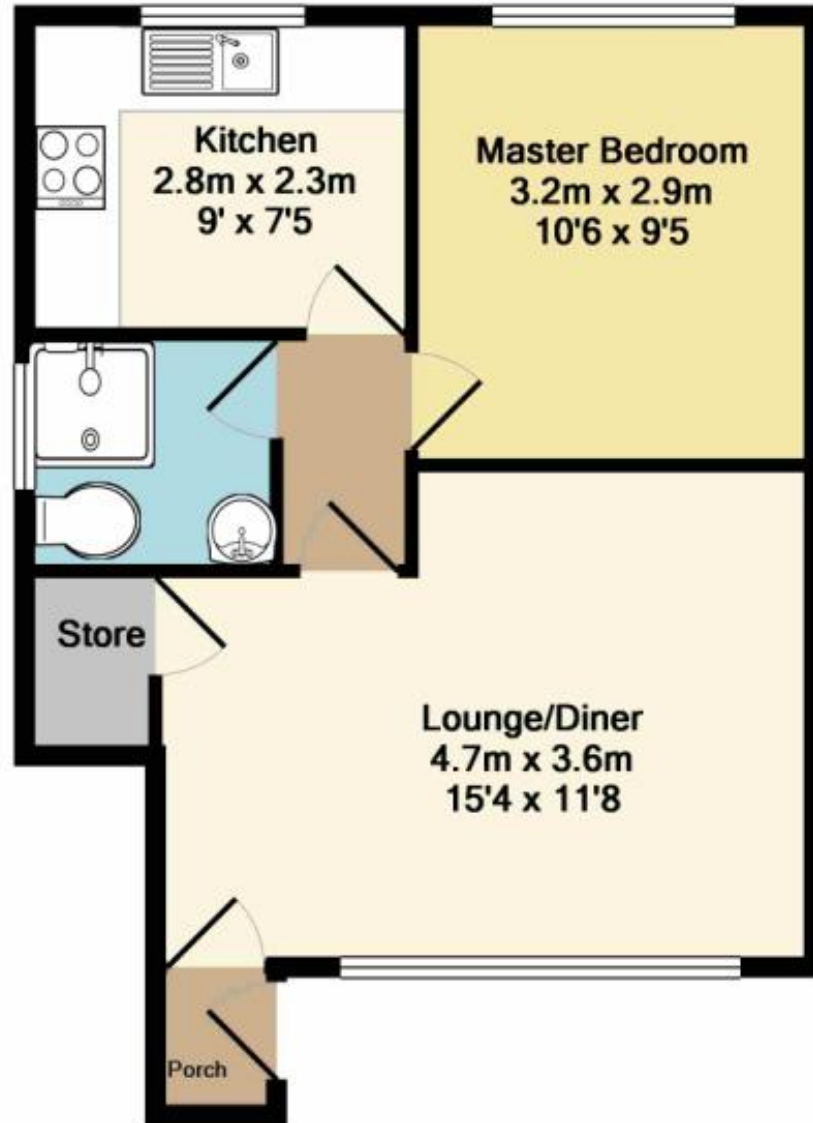 Kitchen
2.8m x 2.3m
9' x 7'5
Master Bedroom
3.2m x 2.9m
10'6 x 9'5
Store
Lounge/Diner
4.7m x 3.6m
15'4 x 11'8
Porch